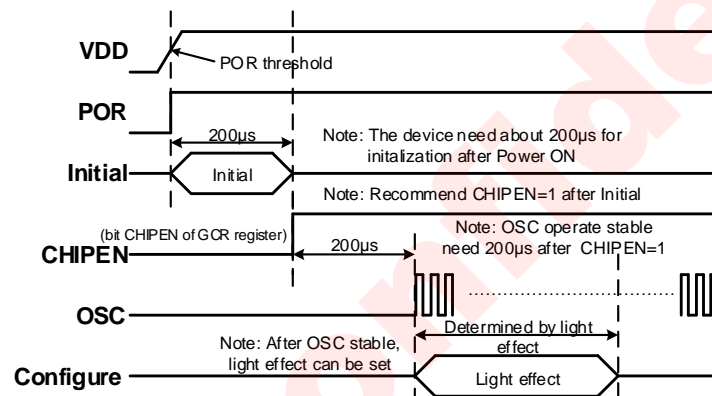 VDD
POR threshold
POR
200µs
Note: The device need about 200µs for
initalization after Power ON
Initial
Initial
Note: Recommend CHIPEN=1 after Initial
(bit CHIPEN of GCR register)
CHIPEN
200µs
Note: OSC operate stable
need 200µs after CHIPEN=1
OSC
Note: After OSC stable,
light effect can be set
Determined by light
effect
Configure
Light effect